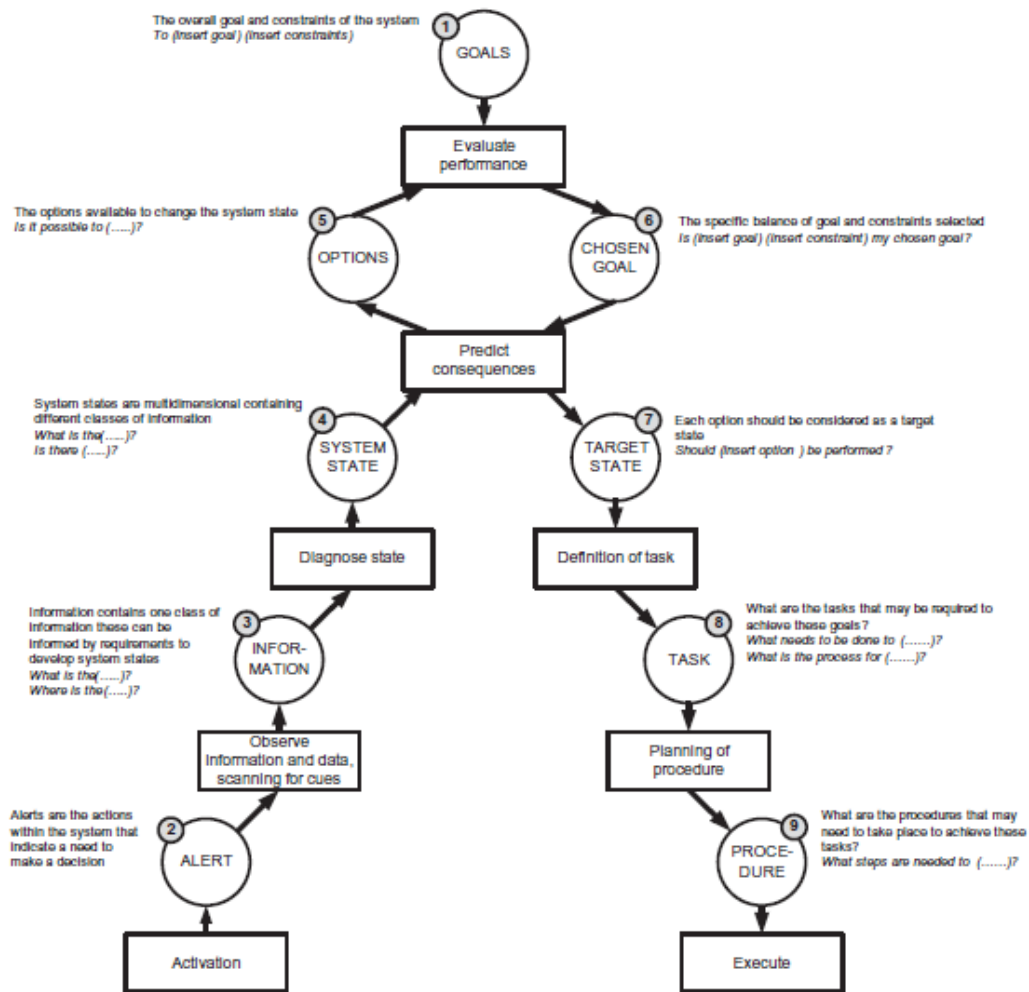 The overall goal and constraints of the system
To (insert goal) (insert constraints)
1
GOALS
Evaluate
performance
The options available to change the system state
Is it possible to (.....)?
5
OPTIONS
6
CHOSEN
GOAL
The specific balance of goal and constraints selected
Is (insert goal) (insert constraint) my chosen goal?
Predict
consequences
System states are multidimensional containing
different classes of information
What is the(.....)?
Is there (.....)?
4
SYSTEM
STATE
7
TARGET
STATE
Each option should be considered as a target
state
Should (insert option ) be performed ?
Diagnose state
Definition of task
Information contains one class of
information these can be
informed by requirements to
develop system states
What is the(.....)?
Where is the(.....)?
3
INFOR-
MATION
8
TASK
What are the tasks that may be required to
achieve these goals?
What needs to be done to (......)?
What is the process for (......)?
Observe
information and data,
scanning for cues
Planning of
procedure
Alerts are the actions
within the system that
indicate a need to
make a decision
2
ALERT
9
PROCE-
DURE
What are the procedures that may
need to take place to achieve these
tasks?
What steps are needed to (......)?
Activation
Execute